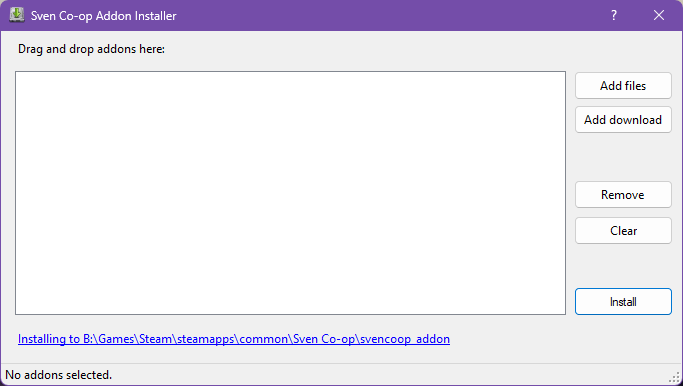 Sven Co-op Addon Installer
?
Drag and drop addons here:
Add files
Add download
Remove
Clear
Install
Installing to B:\Games\Steam\steamapps\common\Sven Co-op\svencoop_addon
No addons selected.